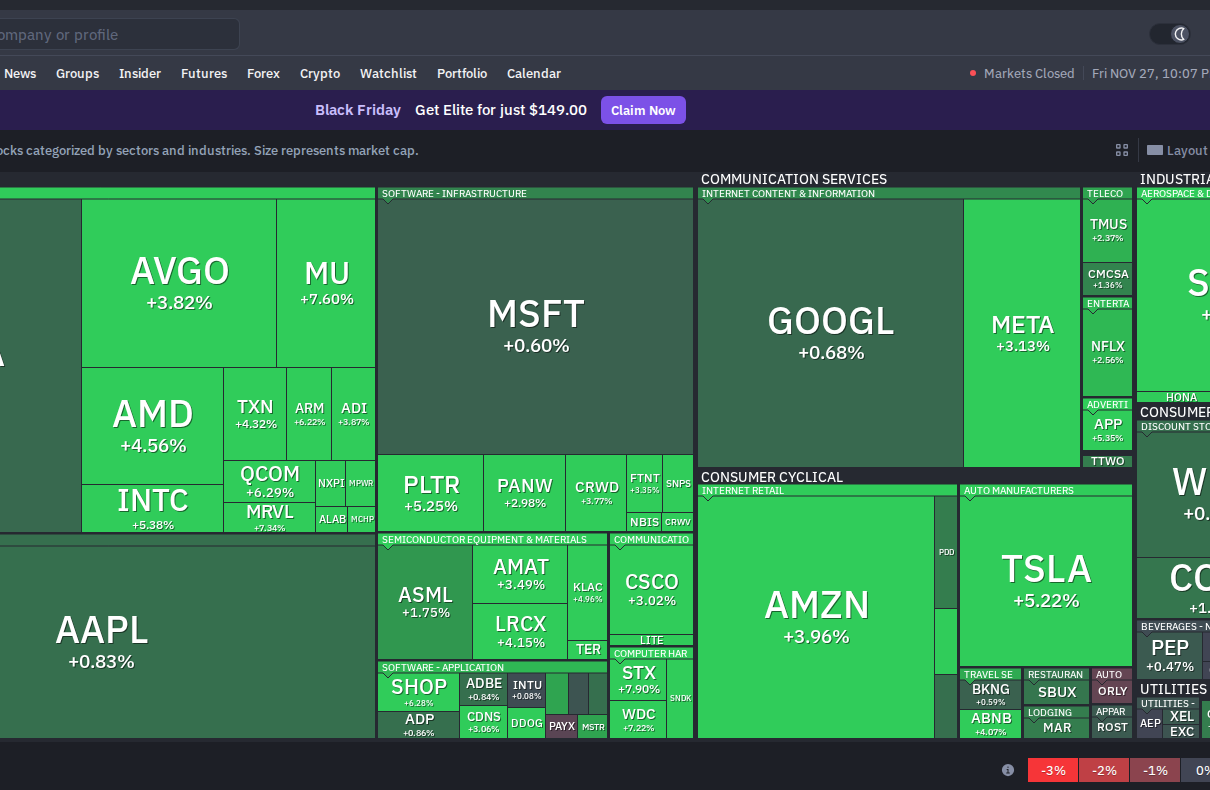 ompany or profile
News Groups Insider Futures Forex Crypto Watchlist Portfolio Calendar
Markets Closed Fri NOV 27, 10:07 P
Black Friday Get Elite for just $149.00 Claim Now
ocks categorized by sectors and industries. Size represents market cap.
Layout
AVGO
+3.82%
MU
+7.60%
AMD
+4.56%
INTC
+5.38%
TXN
+4.32%
ARM
+6.22%
ADI
+3.87%
QCOM
+6.29%
MRVL
+7.34%
NXPI
MPWR
ALAB
MCHP
AAPL
+0.83%
SOFTWARE - INFRASTRUCTURE
MSFT
+0.60%
PLTR
+5.25%
PANW
+2.98%
CRWD
+3.77%
FTNT
+3.35%
SNPS
NBIS
CRWV
SEMICONDUCTOR EQUIPMENT & MATERIALS
ASML
+1.75%
AMAT
+3.49%
LRCX
+4.15%
KLAC
+4.96%
TER
COMMUNICATIO
CSCO
+3.02%
LITE
COMPUTER HAR
STX
+7.90%
WDC
+7.22%
SNDK
SOFTWARE - APPLICATION
SHOP
+6.28%
ADBE
+0.84%
INTU
+0.08%
ADP
+0.86%
CDNS
+3.06%
DDOG
PAYX
MSTR
COMMUNICATION SERVICES
INTERNET CONTENT & INFORMATION
GOOGL
+0.68%
META
+3.13%
TELECO
TMUS
+2.37%
CMCSA
+1.36%
ENTERTA
NFLX
+2.56%
ADVERTI
APP
+5.35%
TTWO
CONSUMER CYCLICAL
INTERNET RETAIL
AMZN
+3.96%
PDD
AUTO MANUFACTURERS
TSLA
+5.22%
TRAVEL SE
BKNG
+0.59%
ABNB
+4.07%
RESTAURAN
SBUX
LODGING
MAR
AUTO
ORLY
APPAR
ROST
INDUSTRIA
AEROSPACE & D
S
+
HONA
CONSUMER
DISCOUNT STO
W
+0.
CO
+1.
BEVERAGES - N
PEP
+0.47%
UTILITIES
UTILITIES -
AEP
XEL
EXC
-3% -2% -1% 0%